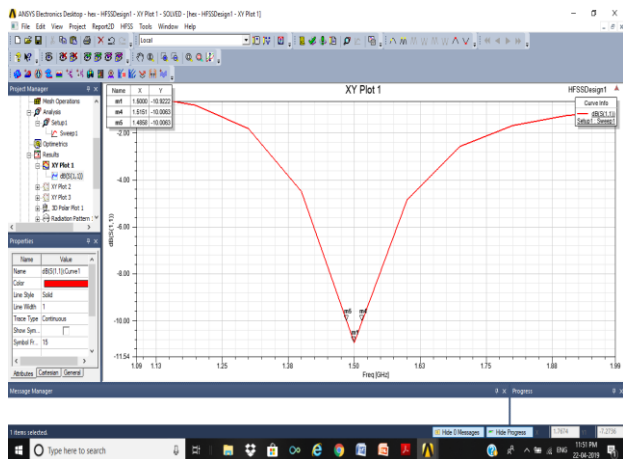 ANSYS Electronics Desktop - hex - HFSSDesign1 - XY Plot 1 - SOLVED - [hex - HFSSDesign1 - XY Plot 1]
File Edit View Project Report2D HFSS Tools Window Help
Local
Project Manager
Mesh Operations
Analysis
Setup1
Sweep1
Optimetrics
Results
XY Plot 1
dB(S(1,1))
XY Plot 2
XY Plot 3
3D Polar Plot 1
Radiation Pattern
Properties
Name Value
Name dB(S(1,1)):Curve1
Color
Line Style Solid
Line Width 1
Trace Type Continuous
Show Sym...
Symbol Fr... 15
Attributes Cartesian General
XY Plot 1
HFSSDesign1
Name X Y
m1 1.5000 -10.9222
m4 1.5151 -10.0063
m5 1.4850 -10.0063
Curve Info
dB(S(1,1))
Setup1 : Sweep1
dB(S(1,1))
-2.00
-4.00
-6.00
-8.00
-10.00
-11.54
m5 m4
m1
1.09 1.13 1.25 1.38 1.50 1.63 1.75 1.88 1.99
Freq [GHz]
Message Manager
Progress
1 items selected.
Hide 0 Messages Hide Progress 1.7674 -7.2736
Type here to search
ENG
11:51 PM
22-04-2019